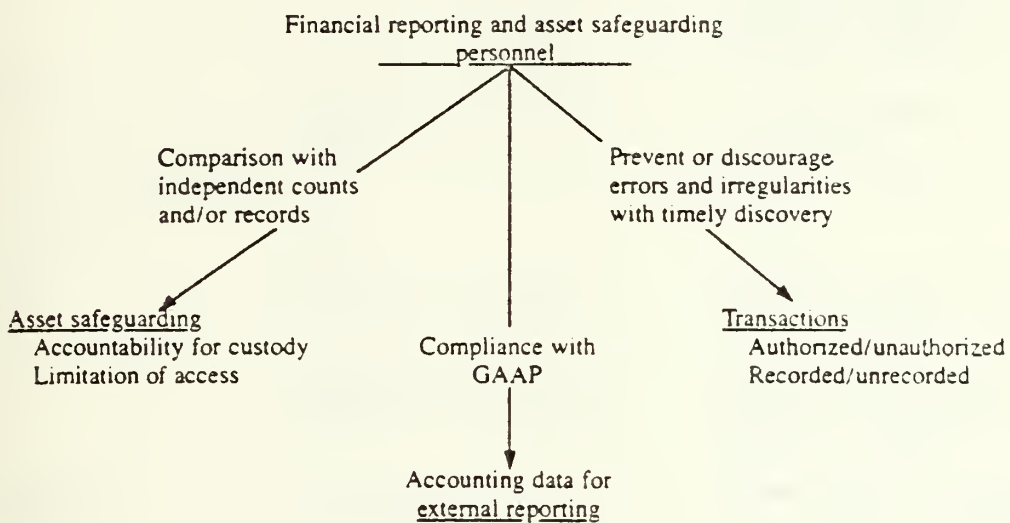 Financial reporting and asset safeguarding
personnel
Comparison with
independent counts
and/or records
Prevent or discourage
errors and irregularities
with timely discovery
Asset safeguarding
Accountability for custody
Limitation of access
Compliance with
GAAP
Transactions
Authorized/unauthorized
Recorded/unrecorded
Accounting data for
external reporting